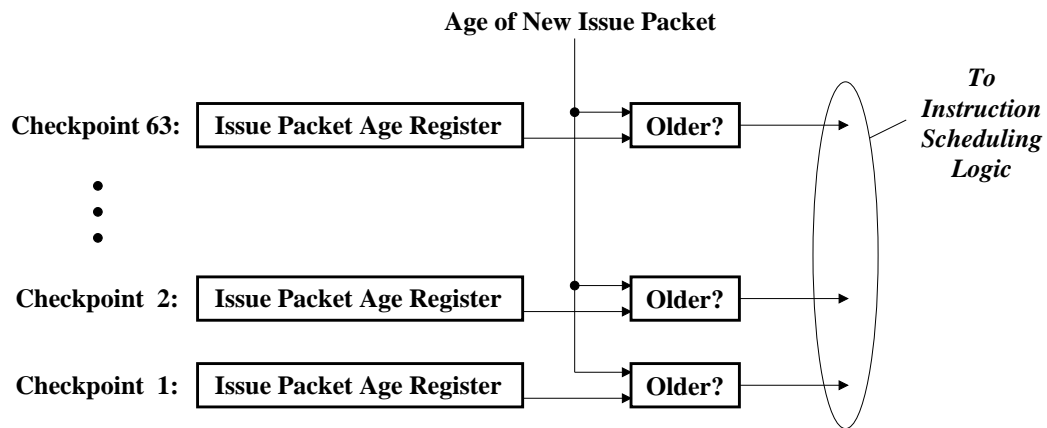 Age of New Issue Packet
Checkpoint 63: Issue Packet Age Register Older?
To
Instruction
Scheduling
Logic
Checkpoint 2: Issue Packet Age Register Older?
Checkpoint 1: Issue Packet Age Register Older?